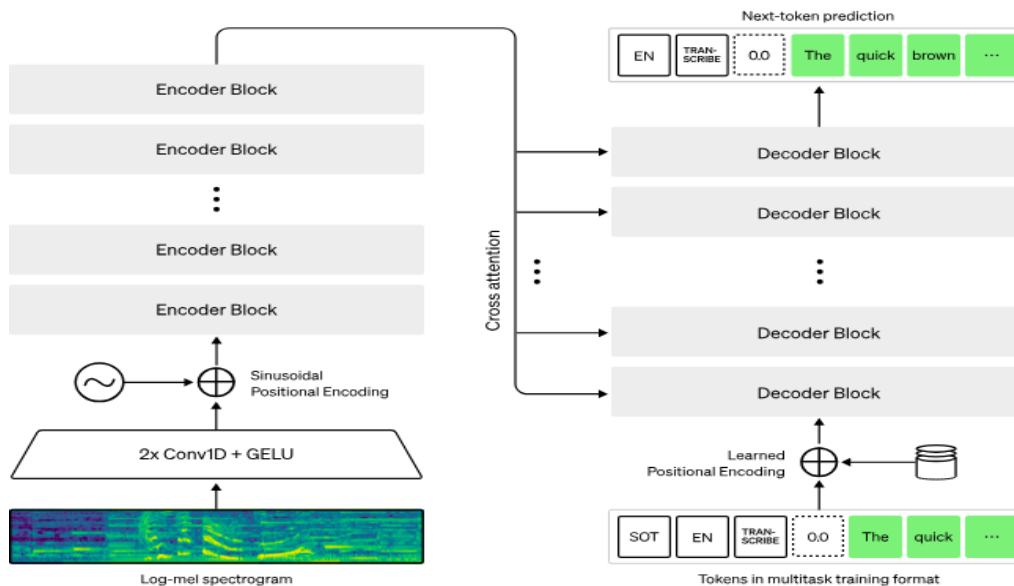 Next-token prediction
EN
TRAN-
SCRIBE
0.0
The
quick
brown
...
Encoder Block
Encoder Block
Encoder Block
Encoder Block
Sinusoidal
Positional Encoding
2x Conv1D + GELU
Log-mel spectrogram
Cross attention
Decoder Block
Decoder Block
Decoder Block
Decoder Block
Learned
Positional Encoding
SOT
EN
TRAN-
SCRIBE
0.0
The
quick
...
Tokens in multitask training format